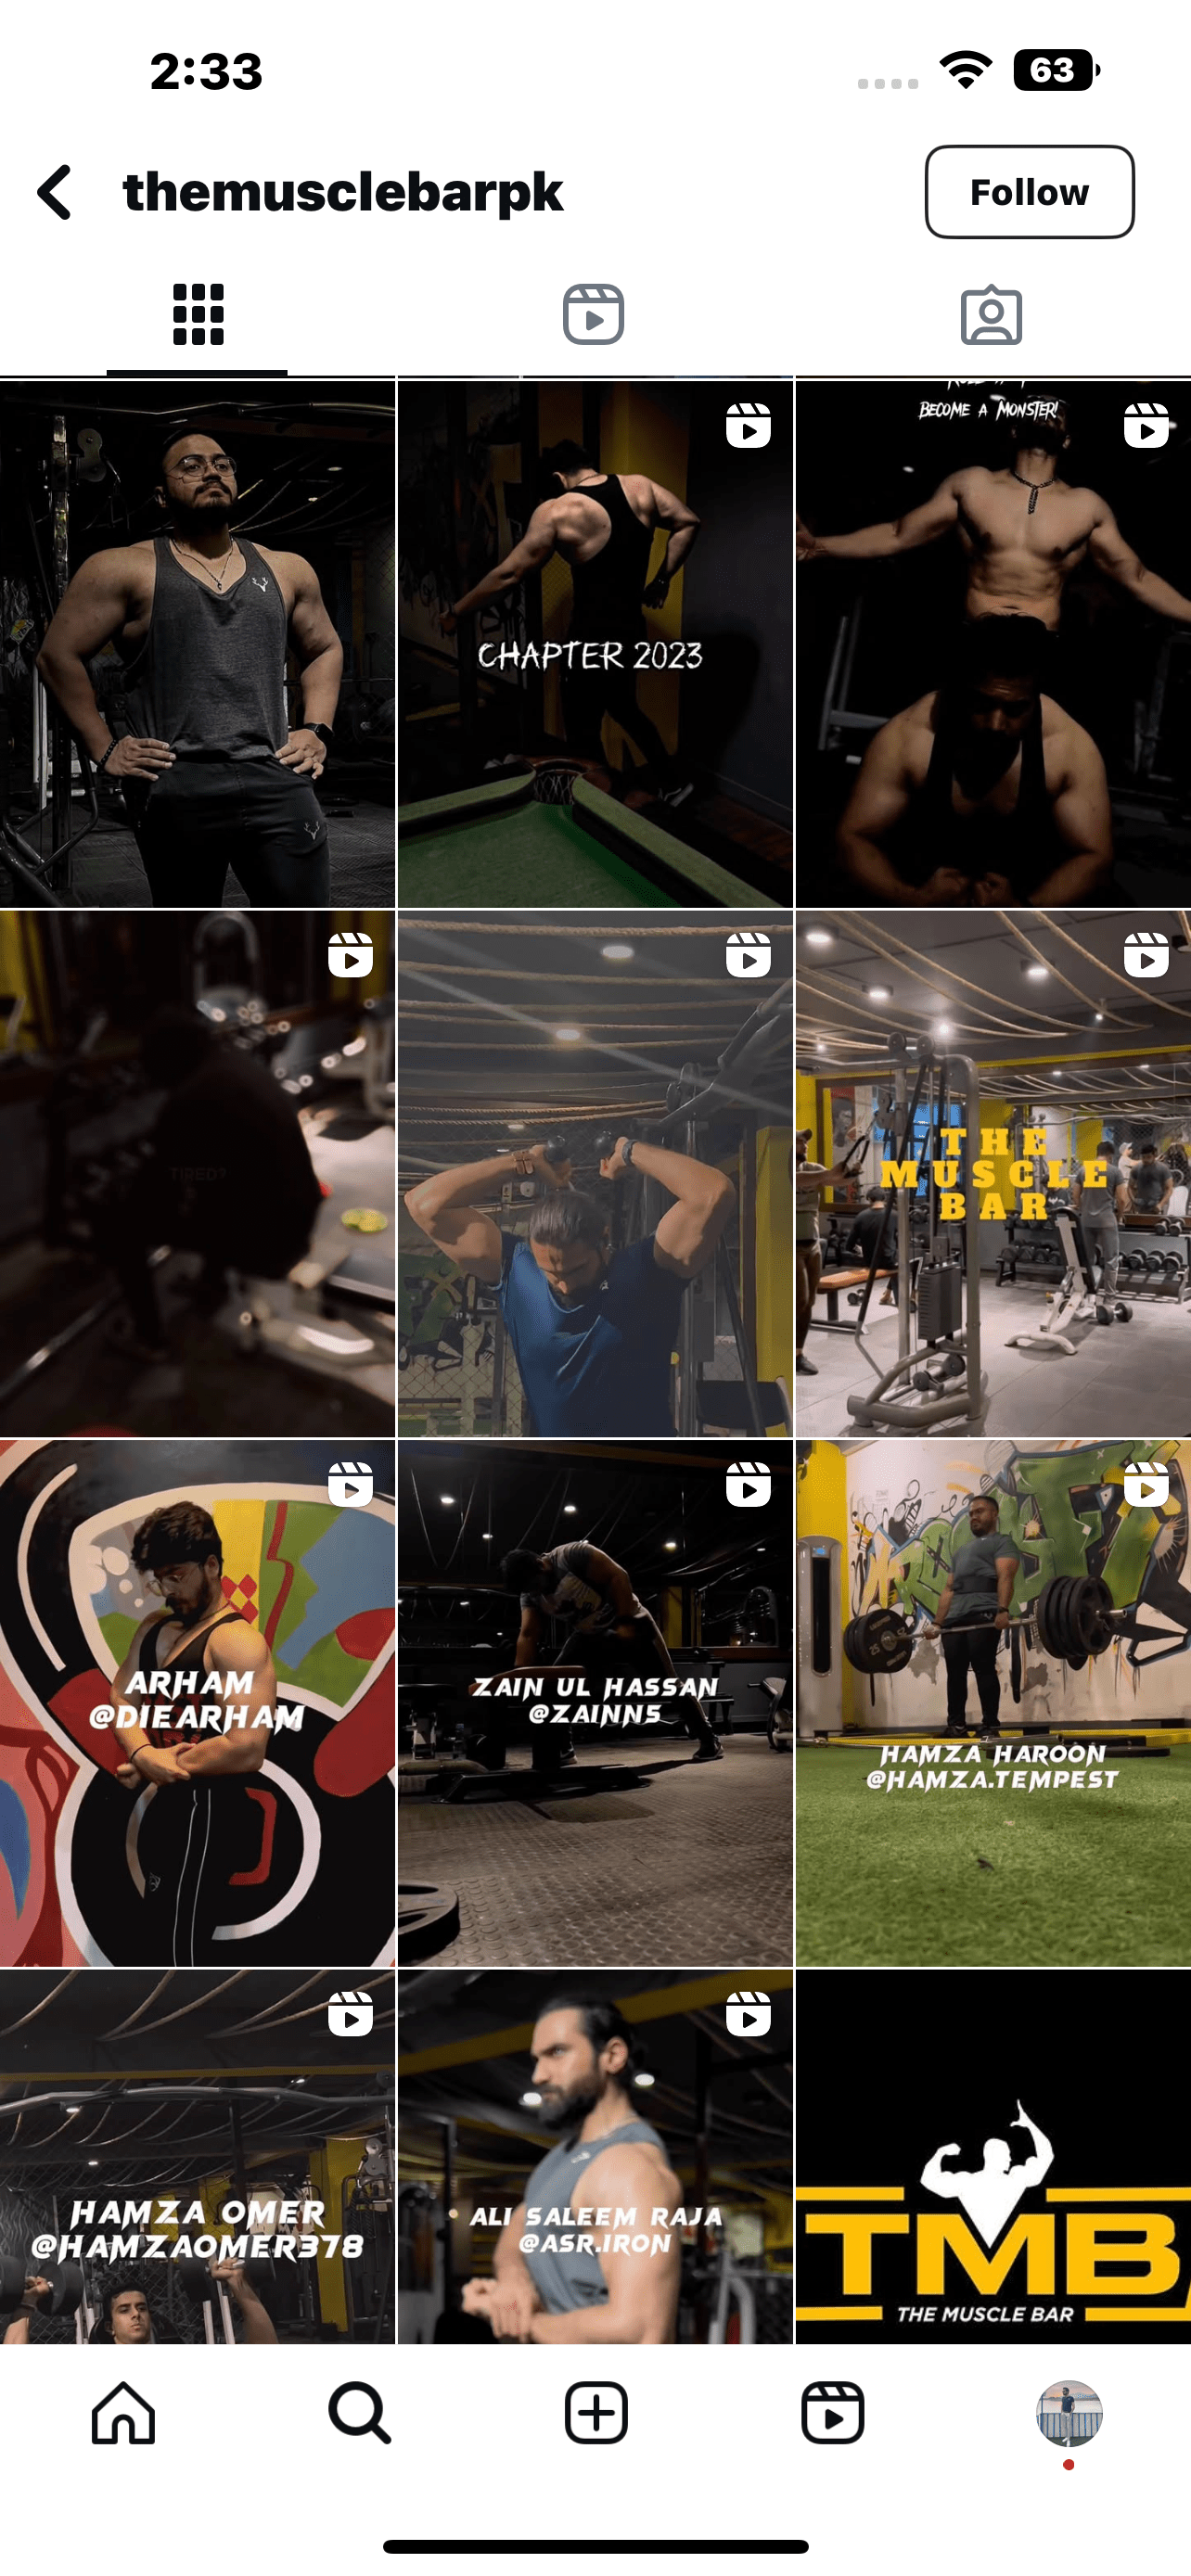 2:33
63
themusclebarpk
Follow
BECOME A MONSTER!
CHAPTER 2023
TIRED?
THE
MUSCLE
BAR
ARHAM
@DIEARHAM
ZAIN UL HASSAN
@ZAINNS
HAMZA HAROON
@HAMZA.TEMPEST
HAMZA OMER
@HAMZAOMER378
ALI SALEEM RAJA
@ASR.IRON
TMB
THE MUSCLE BAR